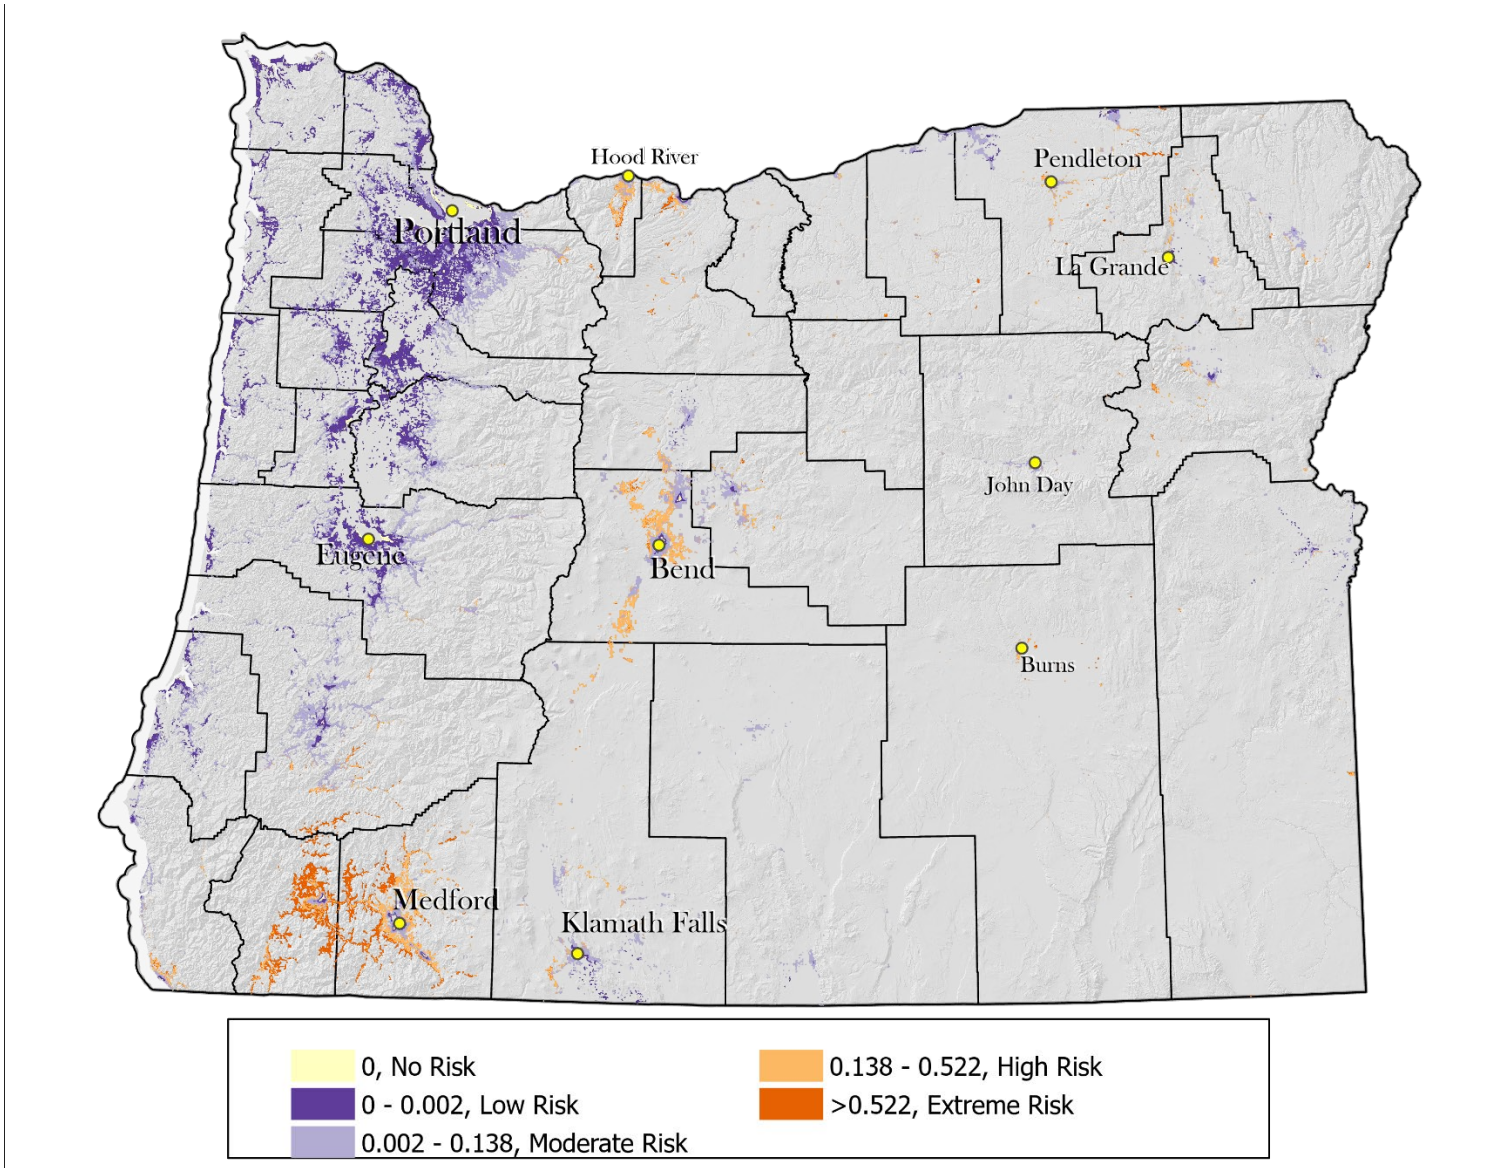 Hood River
Pendleton
Portland
La Grande
John Day
Eugene
Bend
Burns
Medford
Klamath Falls
0, No Risk
0 - 0.002, Low Risk
0.002 - 0.138, Moderate Risk
0.138 - 0.522, High Risk
>0.522, Extreme Risk